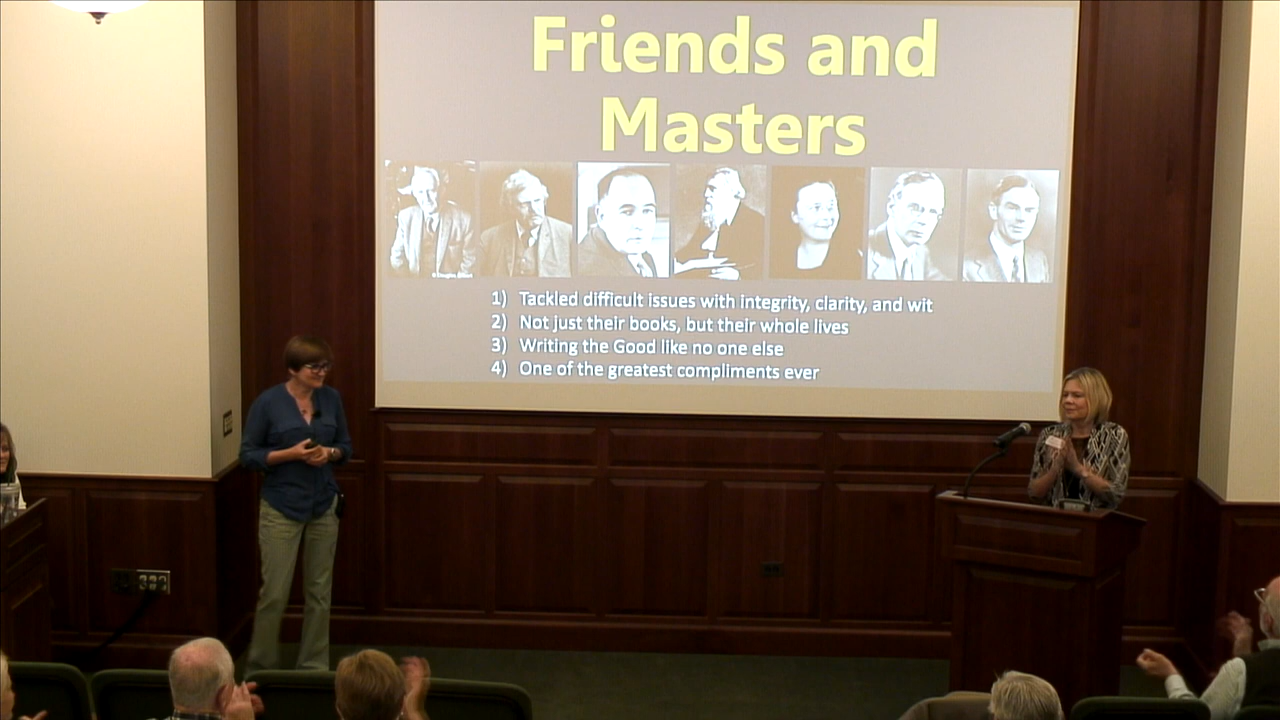 Friends and
Masters
1) Tackled difficult issues with integrity, clarity, and wit
2) Not just their books, but their whole lives
3) Writing the Good like no one else
4) One of the greatest compliments ever